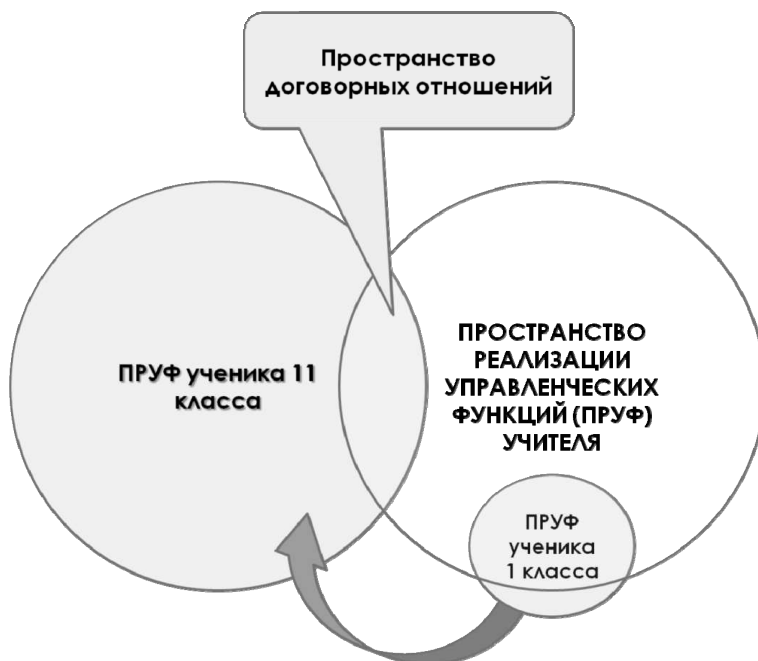 Пространство
договорных отношений
ПРУФ ученика 11
класса
ПРОСТРАНСТВО
РЕАЛИЗАЦИИ
УПРАВЛЕНЧЕСКИХ
ФУНКЦИЙ (ПРУФ)
УЧИТЕЛЯ
ПРУФ
ученика
1 класса